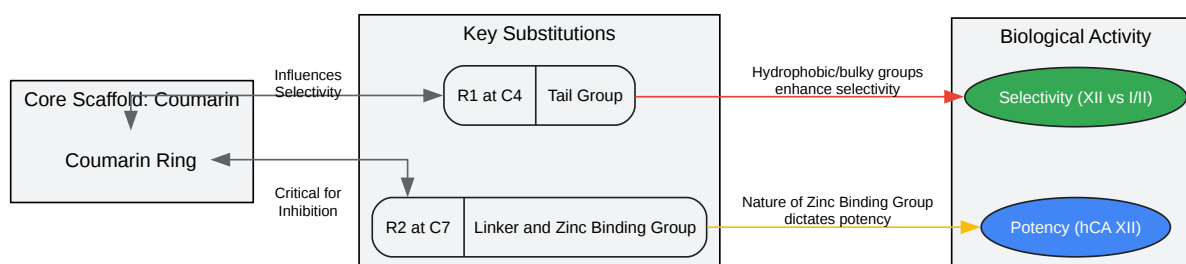 Key Substitutions
Biological Activity
Core Scaffold: Coumarin
Coumarin Ring
Influences
Selectivity
R1 at C4
Tail Group
Hydrophobic/bulky groups
enhance selectivity
Selectivity (XII vs I/II)
Critical for
Inhibition
R2 at C7
Linker and Zinc Binding Group
Nature of Zinc Binding Group
dictates potency
Potency (hCA XII)